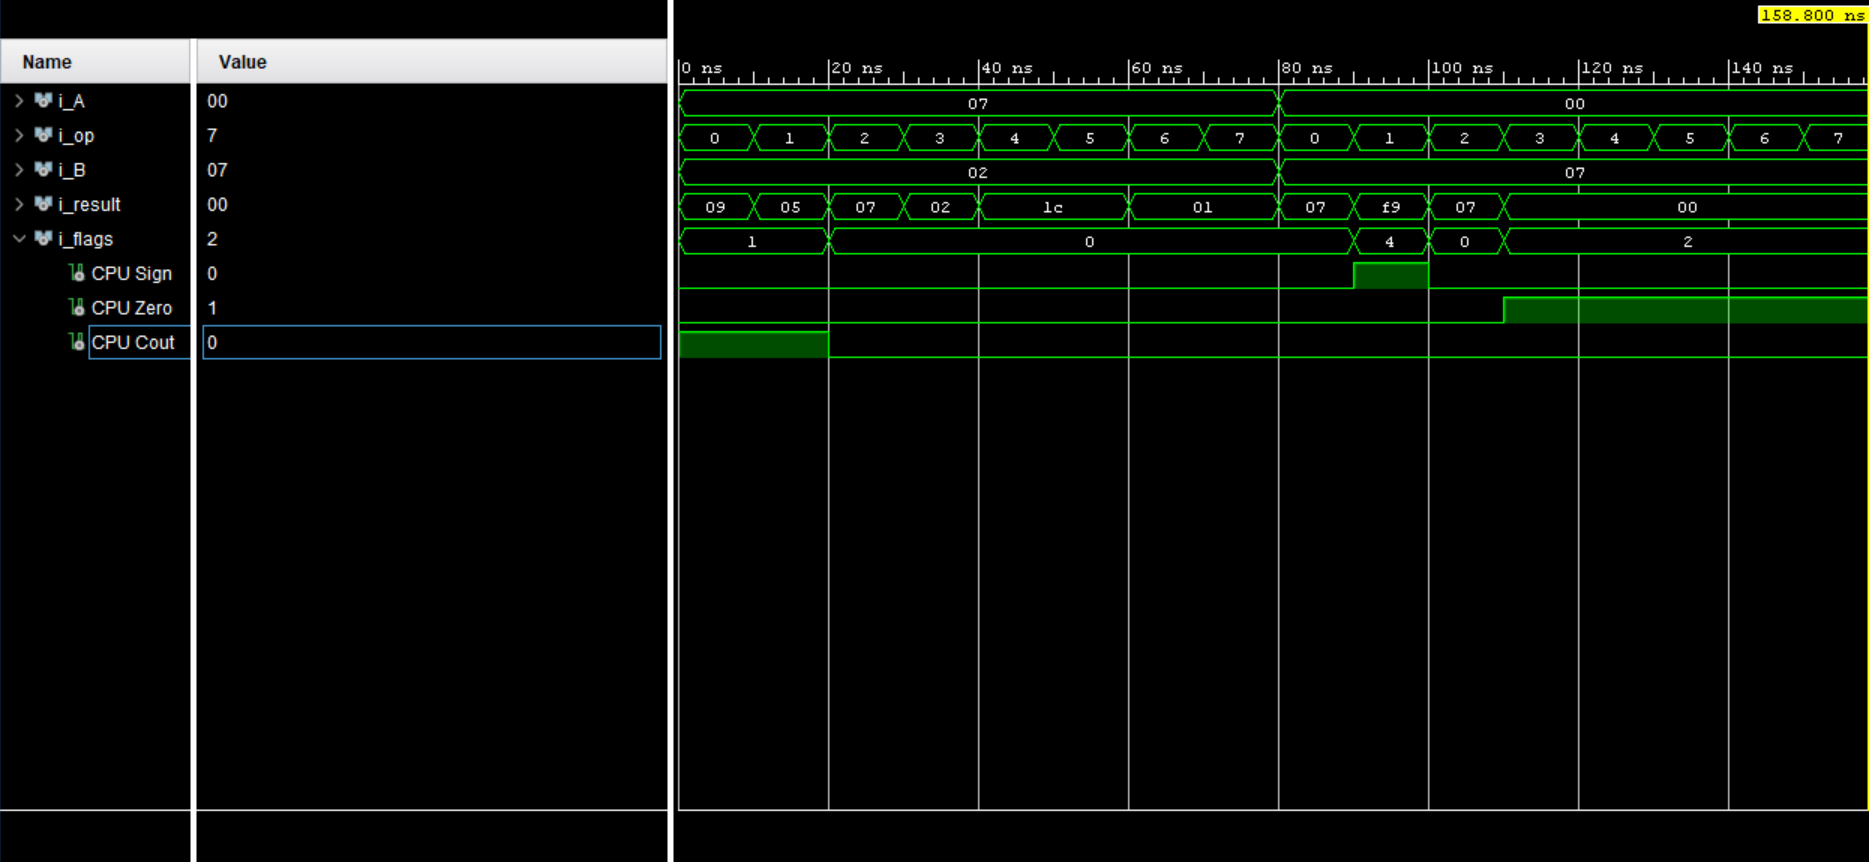 158.800 ns
Name Value
0 ns 20 ns 40 ns 60 ns 80 ns 100 ns 120 ns 140 ns
i_A 00 07 00
i_op 7 0 1 2 3 4 5 6 7 0 1 2 3 4 5 6 7
i_B 07 02 07
i_result 00 09 05 07 02 1c 01 07 f9 07 00
i_flags 2 1 0 4 0 2
CPU Sign 0
CPU Zero 1
CPU Cout 0